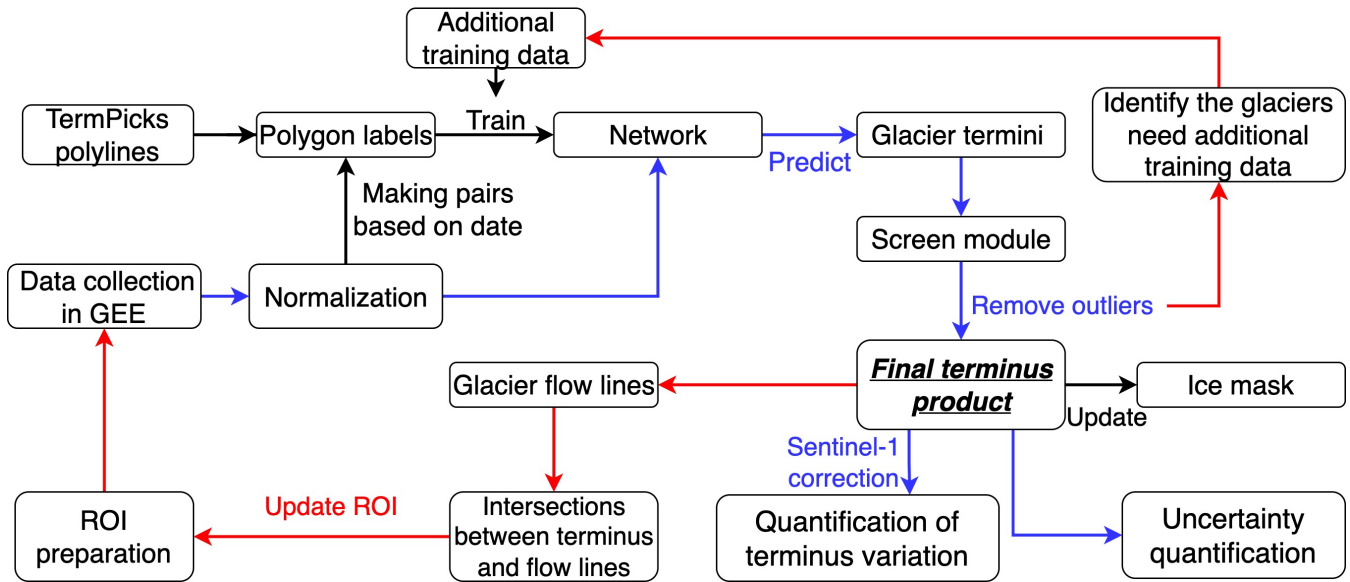 Additional
training data
TermPicks
polylines
Polygon labels
Train
Network
Predict
Glacier termini
Identify the glaciers
need additional
training data
Making pairs
based on date
Screen module
Data collection
in GEE
Normalization
Remove outliers
Glacier flow lines
Final terminus
product
Update
Ice mask
Sentinel-1
correction
ROI
preparation
Update ROI
Intersections
between terminus
and flow lines
Quantification of
terminus variation
Uncertainty
quantification